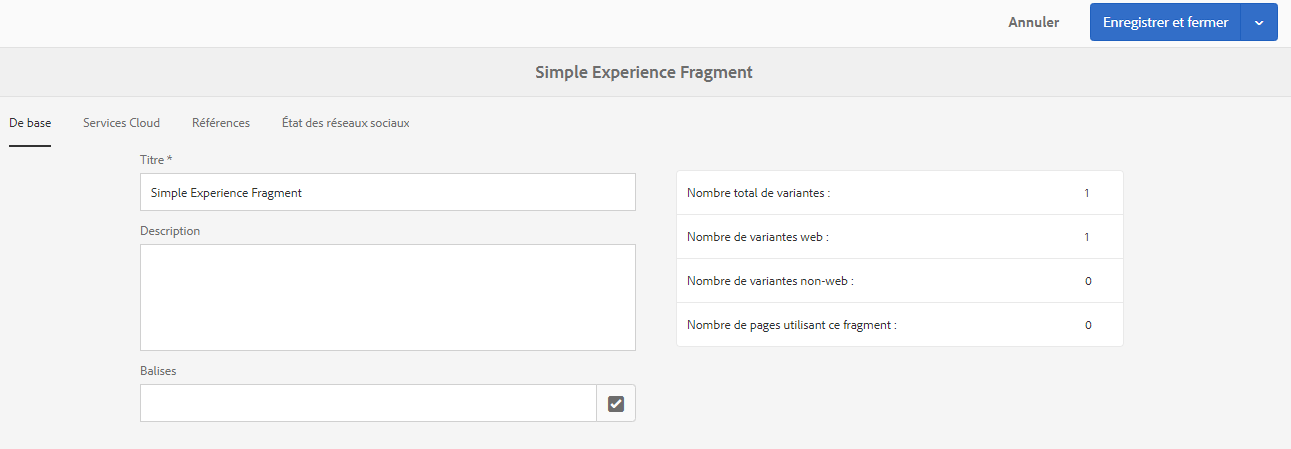 Annuler
Enregistrer et fermer
Simple Experience Fragment
De base
Services Cloud
Références
État des réseaux sociaux
Titre *
Simple Experience Fragment
Description
Balises
Nombre total de variantes : 1
Nombre de variantes web : 1
Nombre de variantes non-web : 0
Nombre de pages utilisant ce fragment : 0